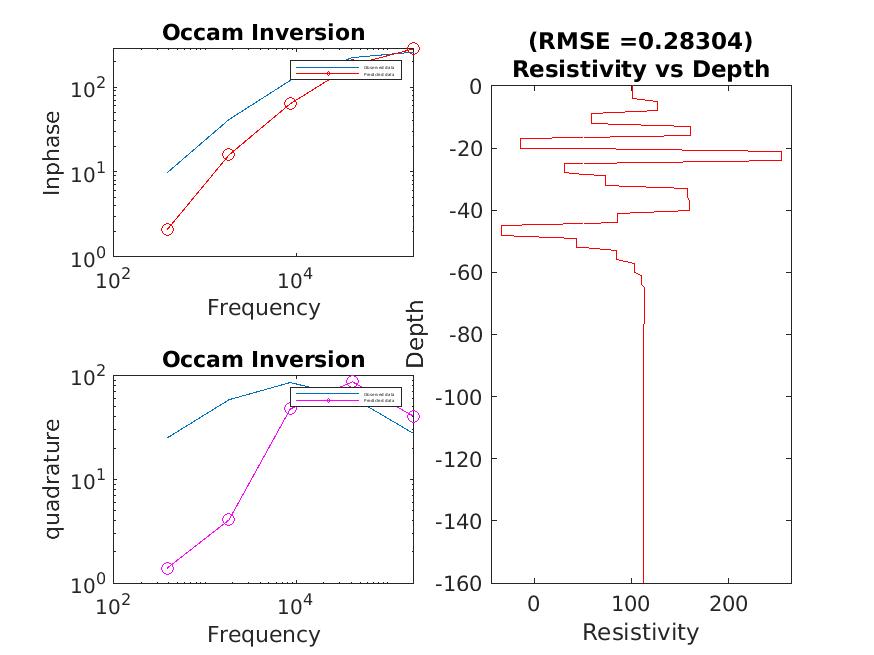 Occam Inversion
Inphase
10^2
10^1
10^0
10^2
10^4
Frequency
Observed data
Predicted data
Occam Inversion
quadrature
10^2
10^1
10^0
10^2
10^4
Frequency
Observed data
Predicted data
(RMSE =0.28304)
Resistivity vs Depth
Depth
0
-20
-40
-60
-80
-100
-120
-140
-160
0
100
200
Resistivity